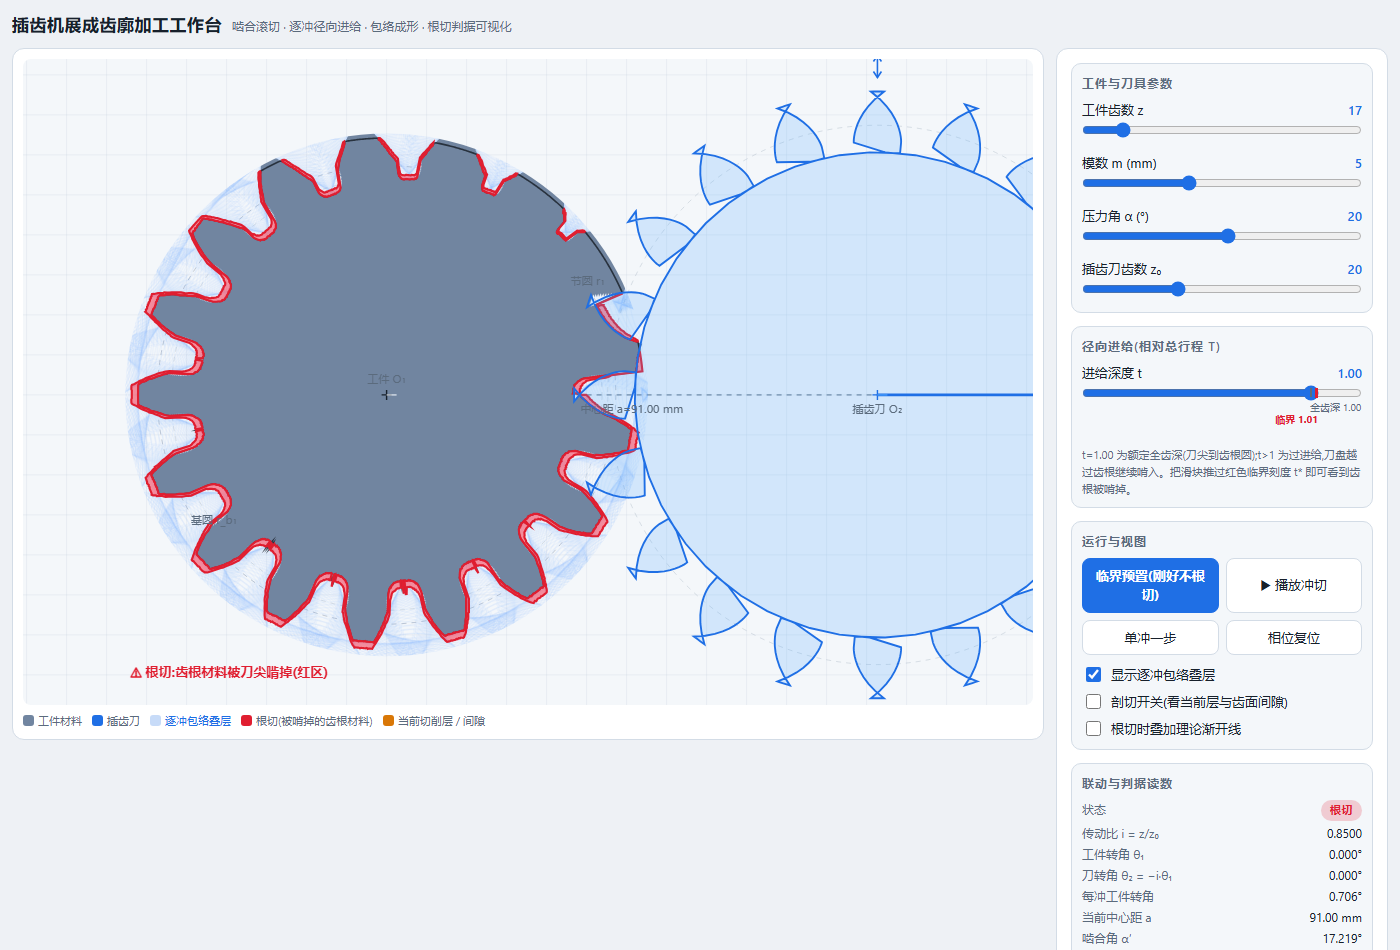 插齿机展成齿廓加工工作台
啮合滚切 · 逐冲径向进给 · 包络成形 · 根切判据可视化
节圆 r₁
工件 O₁
中心距 a=91.00 mm
插齿刀 O₂
⚠ 根切:齿根材料被刀尖啃掉(红区)
工件材料
插齿刀
逐冲包络叠层
根切(被啃掉的齿根材料)
当前切削层 / 间隙
工件与刀具参数
工件齿数 z
17
模数 m (mm)
5
压力角 α (°)
20
插齿刀齿数 z₀
20
径向进给(相对总行程 T)
进给深度 t
1.00
全齿深 1.00
临界 1.01
t=1.00 为额定全齿深(刀尖到齿根圆);t>1 为过进给,刀盘越
过齿根继续啃入。把滑块推过红色临界刻度 t* 即可看到齿
根被啃掉。
运行与视图
临界预置(刚好不根
切)
▶ 播放冲切
单冲一步
相位复位
显示逐冲包络叠层
剖切开关(看当前层与齿面间隙)
根切时叠加理论渐开线
联动与判据读数
状态
根切
传动比 i = z/z₀
0.8500
工件转角 θ₁
0.000°
刀转角 θ₂ = −i·θ₁
0.000°
每冲工件转角
0.706°
当前中心距 a
91.00 mm
啮合角 α′
17.219°